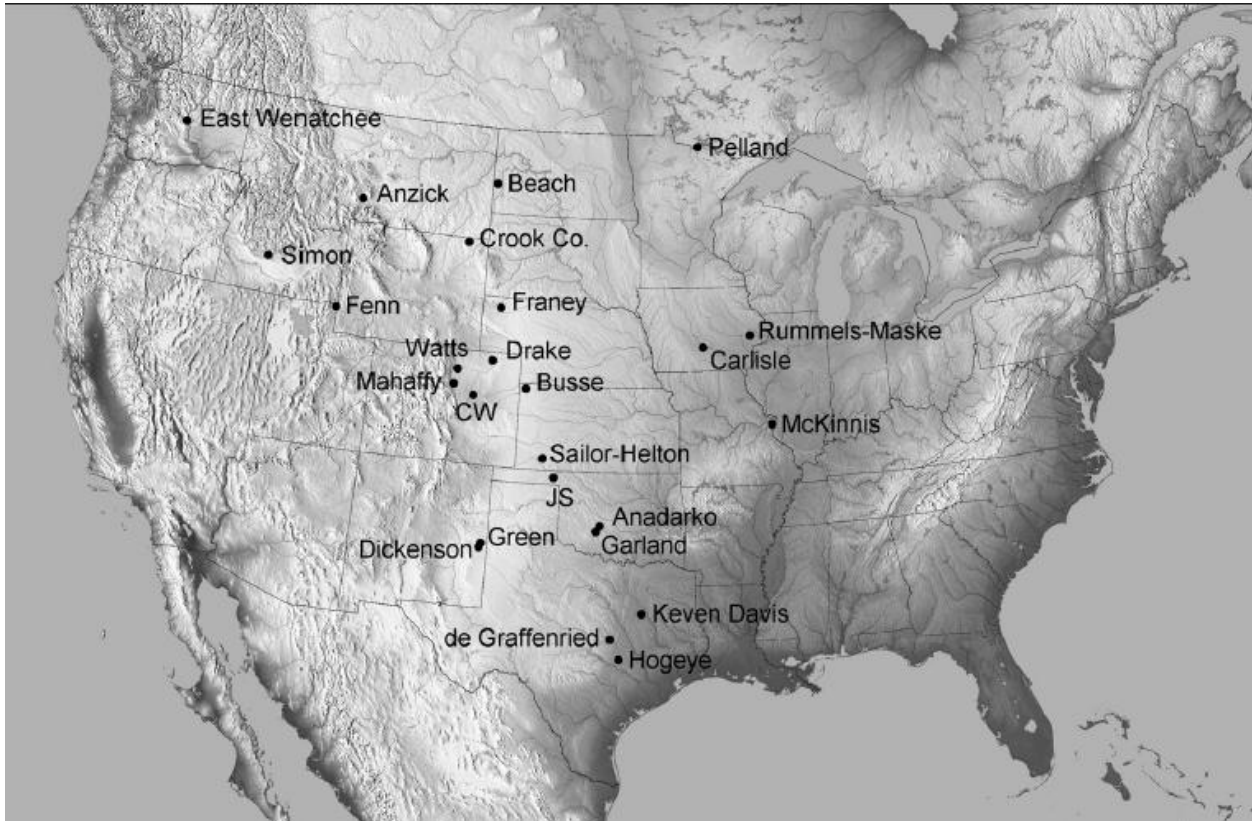 East Wenatchee
Pelland
Anzick
Beach
Crook Co.
Simon
Fenn
Franey
Rummels-Maske
Watts
Drake
Carlisle
Mahaffy
Busse
CW
McKinnis
Sailor-Helton
JS
Anadarko
Green
Garland
Dickenson
Keven Davis
de Graffenried
Hogeye